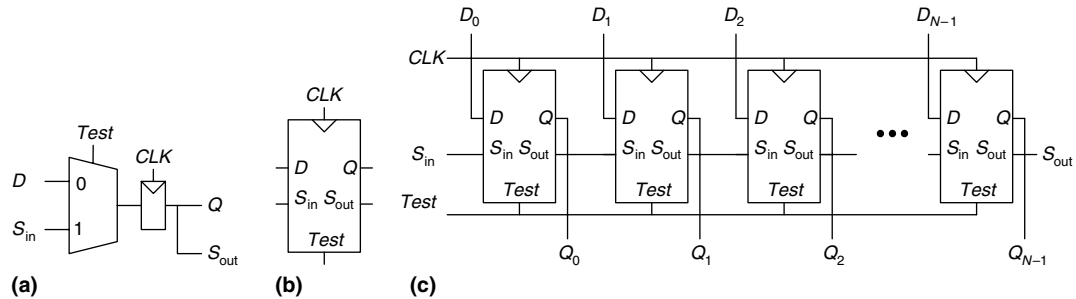 D0 D1 D2 DN−1
CLK
CLK
Test
CLK
D 0
Sin 1
Q
Sout
(a)
D Q
Sin Sout
Test
(b)
D Q D Q D Q D Q
Sin Sin Sout Sin Sout Sin Sout Sin Sout Sout
Test Test Test Test
Test
Q0 Q1 Q2 QN−1
(c)